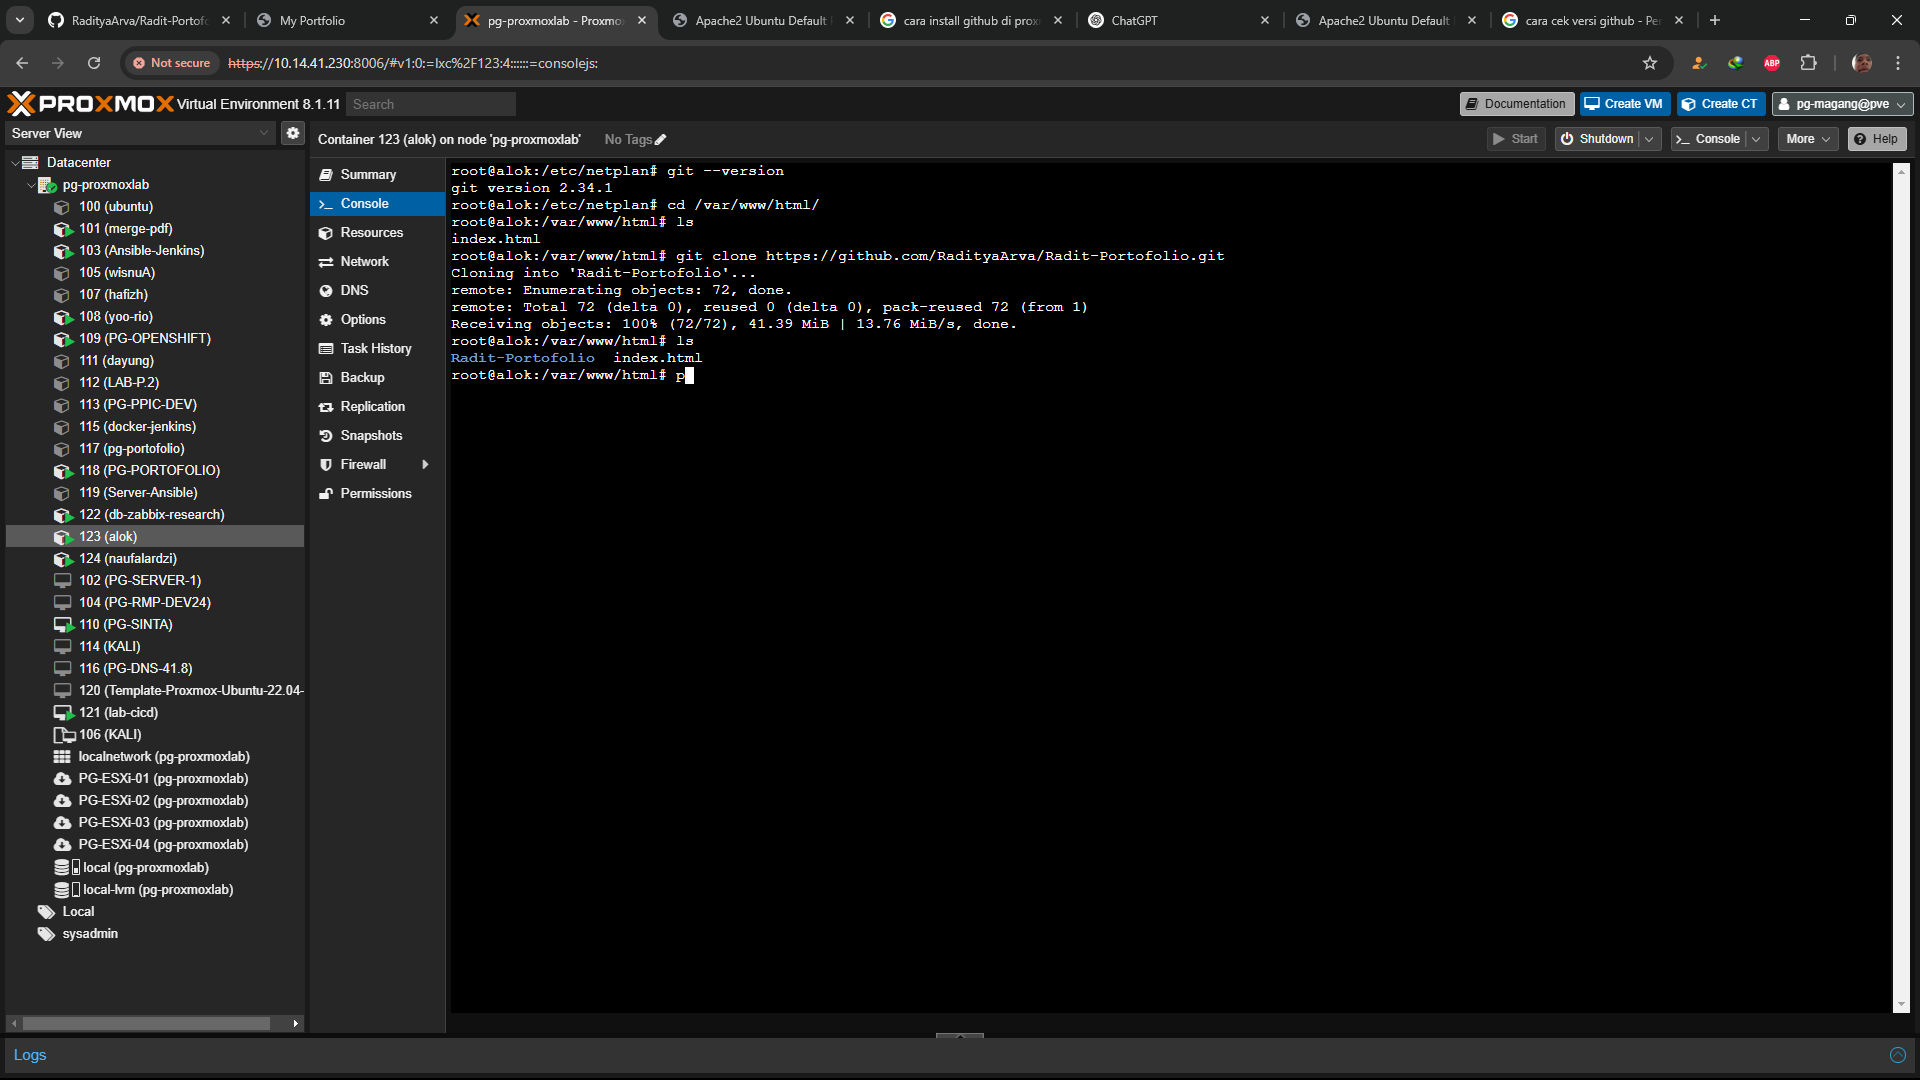 RadityaArva/Radit-Portofo
My Portfolio
pg-proxmoxlab - Proxmo
Apache2 Ubuntu Default
cara install github di prox
ChatGPT
Apache2 Ubuntu Default
cara cek versi github - Pe
Not secure
https://10.14.41.230:8006/#v1:0:=lxc%2F123:4::::::=consolejs:
ABP
PROXMOX Virtual Environment 8.1.11
Search
Documentation
Create VM
Create CT
pg-magang@pve
Server View
Container 123 (alok) on node 'pg-proxmoxlab'
No Tags
Start
Shutdown
Console
More
Help
Datacenter
pg-proxmoxlab
100 (ubuntu)
101 (merge-pdf)
103 (Ansible-Jenkins)
105 (wisnuA)
107 (hafizh)
108 (yoo-rio)
109 (PG-OPENSHIFT)
111 (dayung)
112 (LAB-P.2)
113 (PG-PPIC-DEV)
115 (docker-jenkins)
117 (pg-portofolio)
118 (PG-PORTOFOLIO)
119 (Server-Ansible)
122 (db-zabbix-research)
123 (alok)
124 (naufalardzi)
102 (PG-SERVER-1)
104 (PG-RMP-DEV24)
110 (PG-SINTA)
114 (KALI)
116 (PG-DNS-41.8)
120 (Template-Proxmox-Ubuntu-22.04-
121 (lab-cicd)
106 (KALI)
localnetwork (pg-proxmoxlab)
PG-ESXi-01 (pg-proxmoxlab)
PG-ESXi-02 (pg-proxmoxlab)
PG-ESXi-03 (pg-proxmoxlab)
PG-ESXi-04 (pg-proxmoxlab)
local (pg-proxmoxlab)
local-lvm (pg-proxmoxlab)
Local
sysadmin
Summary
Console
Resources
Network
DNS
Options
Task History
Backup
Replication
Snapshots
Firewall
Permissions
root@alok:/etc/netplan# git --version
git version 2.34.1
root@alok:/etc/netplan# cd /var/www/html/
root@alok:/var/www/html# ls
index.html
root@alok:/var/www/html# git clone https://github.com/RadityaArva/Radit-Portofolio.git
Cloning into 'Radit-Portofolio'...
remote: Enumerating objects: 72, done.
remote: Total 72 (delta 0), reused 0 (delta 0), pack-reused 72 (from 1)
Receiving objects: 100% (72/72), 41.39 MiB | 13.76 MiB/s, done.
root@alok:/var/www/html# ls
Radit-Portofolio  index.html
root@alok:/var/www/html# p
Logs